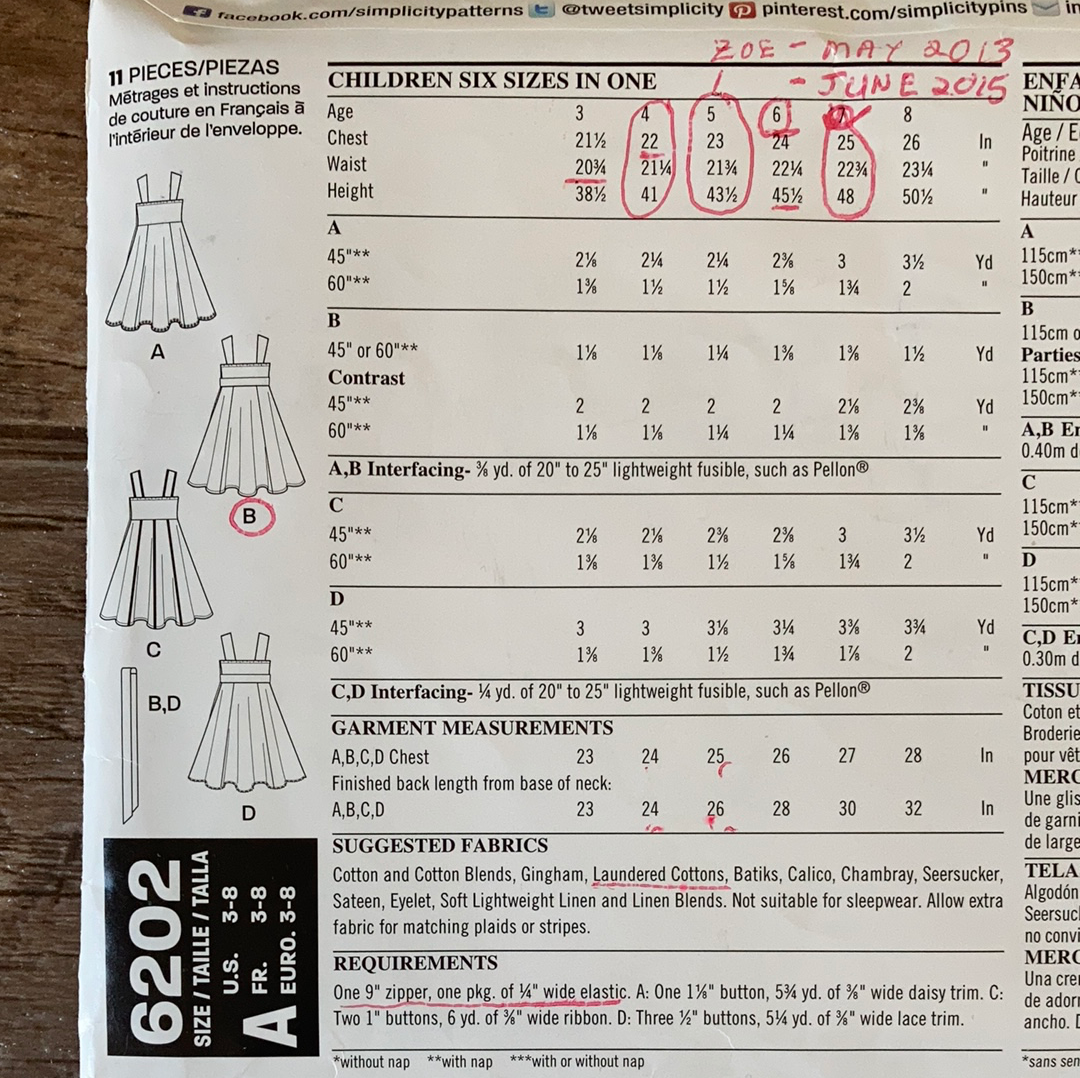 facebook.com/simplicitypatterns @tweetsimplicity pinterest.com/simplicitypins
ZOE - MAY 2013
- JUNE 2015
11 PIECES/PIEZAS
Métrages et instructions
de couture en Français à
l'intérieur de l'enveloppe.
A
B
C
B,D
D
6202
SIZE / TAILLE / TALLA
U.S. 3-8
FR. 3-8
EURO. 3-8
A
CHILDREN SIX SIZES IN ONE
Age 3 4 5 6 7 8
Chest 21½ 22 23 24 25 26 In
Waist 20¾ 21¼ 21¾ 22¼ 22¾ 23¼ "
Height 38½ 41 43½ 45½ 48 50½ "
A
45"** 2⅛ 2¼ 2¼ 2⅜ 3 3½ Yd
60"** 1⅜ 1½ 1½ 1⅝ 1¾ 2 "
B
45" or 60"** 1⅛ 1⅛ 1¼ 1⅜ 1⅜ 1½ Yd
Contrast
45"** 2 2 2 2 2⅛ 2⅜ Yd
60"** 1⅛ 1⅛ 1¼ 1¼ 1⅜ 1⅜ "
A,B Interfacing- ⅜ yd. of 20" to 25" lightweight fusible, such as Pellon®
C
45"** 2⅛ 2⅛ 2⅜ 2⅜ 3 3½ Yd
60"** 1⅜ 1⅜ 1½ 1⅝ 1¾ 2 "
D
45"** 3 3 3⅛ 3¼ 3⅜ 3¾ Yd
60"** 1⅜ 1⅜ 1½ 1¾ 1⅞ 2 "
C,D Interfacing- ¼ yd. of 20" to 25" lightweight fusible, such as Pellon®
GARMENT MEASUREMENTS
A,B,C,D Chest 23 24 25 26 27 28 In
Finished back length from base of neck:
A,B,C,D 23 24 26 28 30 32 In
SUGGESTED FABRICS
Cotton and Cotton Blends, Gingham, Laundered Cottons, Batiks, Calico, Chambray, Seersucker,
Sateen, Eyelet, Soft Lightweight Linen and Linen Blends. Not suitable for sleepwear. Allow extra
fabric for matching plaids or stripes.
REQUIREMENTS
One 9" zipper, one pkg. of ¼" wide elastic. A: One 1⅛" button, 5¾ yd. of ⅜" wide daisy trim. C:
Two 1" buttons, 6 yd. of ⅜" wide ribbon. D: Three ½" buttons, 5¼ yd. of ⅜" wide lace trim.
*without nap **with nap ***with or without nap
ENFA
NIÑO
Age / E
Poitrine
Taille / C
Hauteur
A
115cm*
150cm*
B
115cm o
Parties
115cm*
150cm*
A,B En
0.40m d
C
115cm*
150cm*
D
115cm*
150cm*
C,D En
0.30m d
TISSU
Coton et
Broderie
pour vêt
MERC
Une glis
de garni
de large
TELA
Algodón
Seersuc
no convi
MERC
Una cre
de ador
ancho. D
*sans sen